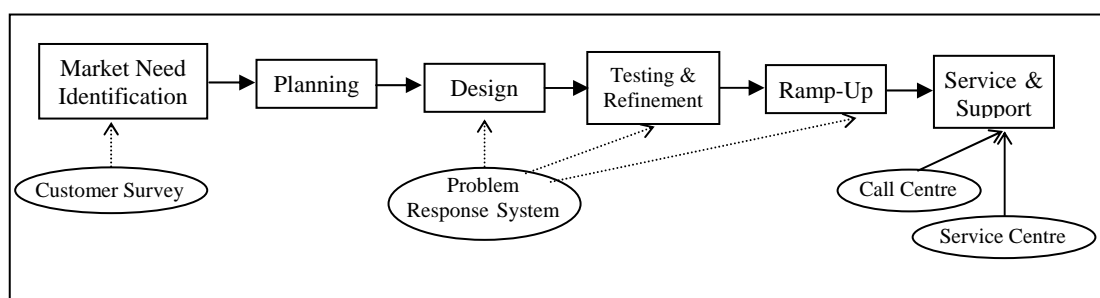 Market Need
Identification
Planning
Design
Testing &
Refinement
Ramp-Up
Service &
Support
Customer Survey
Problem
Response System
Call Centre
Service Centre